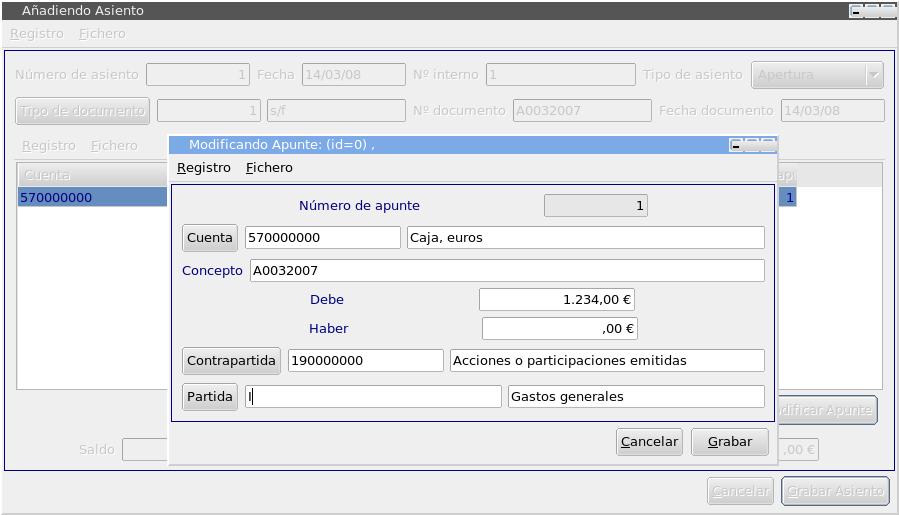 Añadiendo Asiento
Registro Fichero
Número de asiento 1 Fecha 14/03/08 Nº interno 1 Tipo de asiento Apertura
Tipo de documento 1 s/f Nº documento A0032007 Fecha documento 14/03/08
Registro Fichero
Cuenta
570000000 1
Modificando Apunte: (id=0) ,
Registro Fichero
Número de apunte 1
Cuenta 570000000 Caja, euros
Concepto A0032007
Debe 1.234,00 €
Haber ,00 €
Contrapartida 190000000 Acciones o participaciones emitidas
Partida I Gastos generales
Cancelar Grabar
Apunte
Saldo ,00 €
Cancelar Grabar Asiento